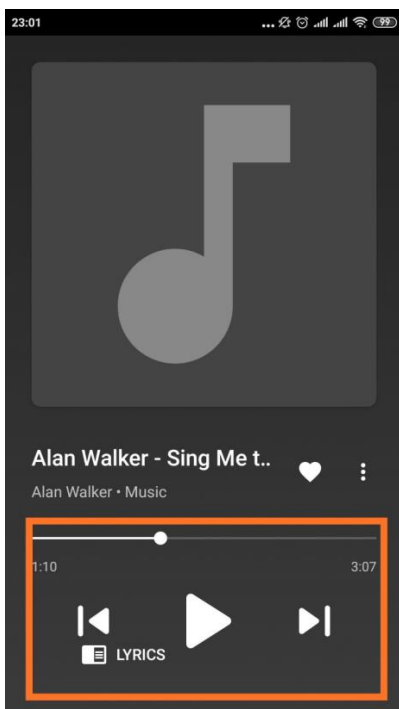 23:01 ... 99
Alan Walker - Sing Me t..
Alan Walker • Music
1:10 3:07
LYRICS